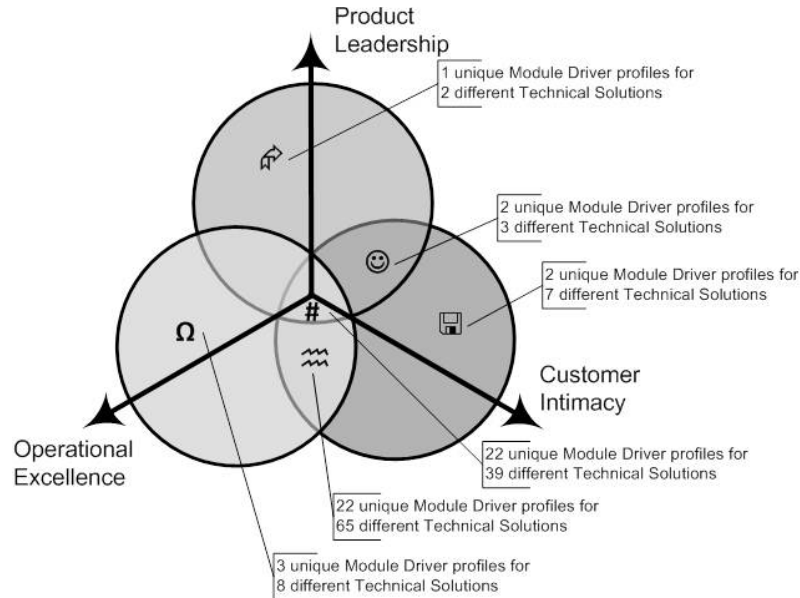 Product
Leadership
1 unique Module Driver profiles for
2 different Technical Solutions
2 unique Module Driver profiles for
3 different Technical Solutions
2 unique Module Driver profiles for
7 different Technical Solutions
#
Ω
Customer
Intimacy
Operational
Excellence
22 unique Module Driver profiles for
39 different Technical Solutions
22 unique Module Driver profiles for
65 different Technical Solutions
3 unique Module Driver profiles for
8 different Technical Solutions